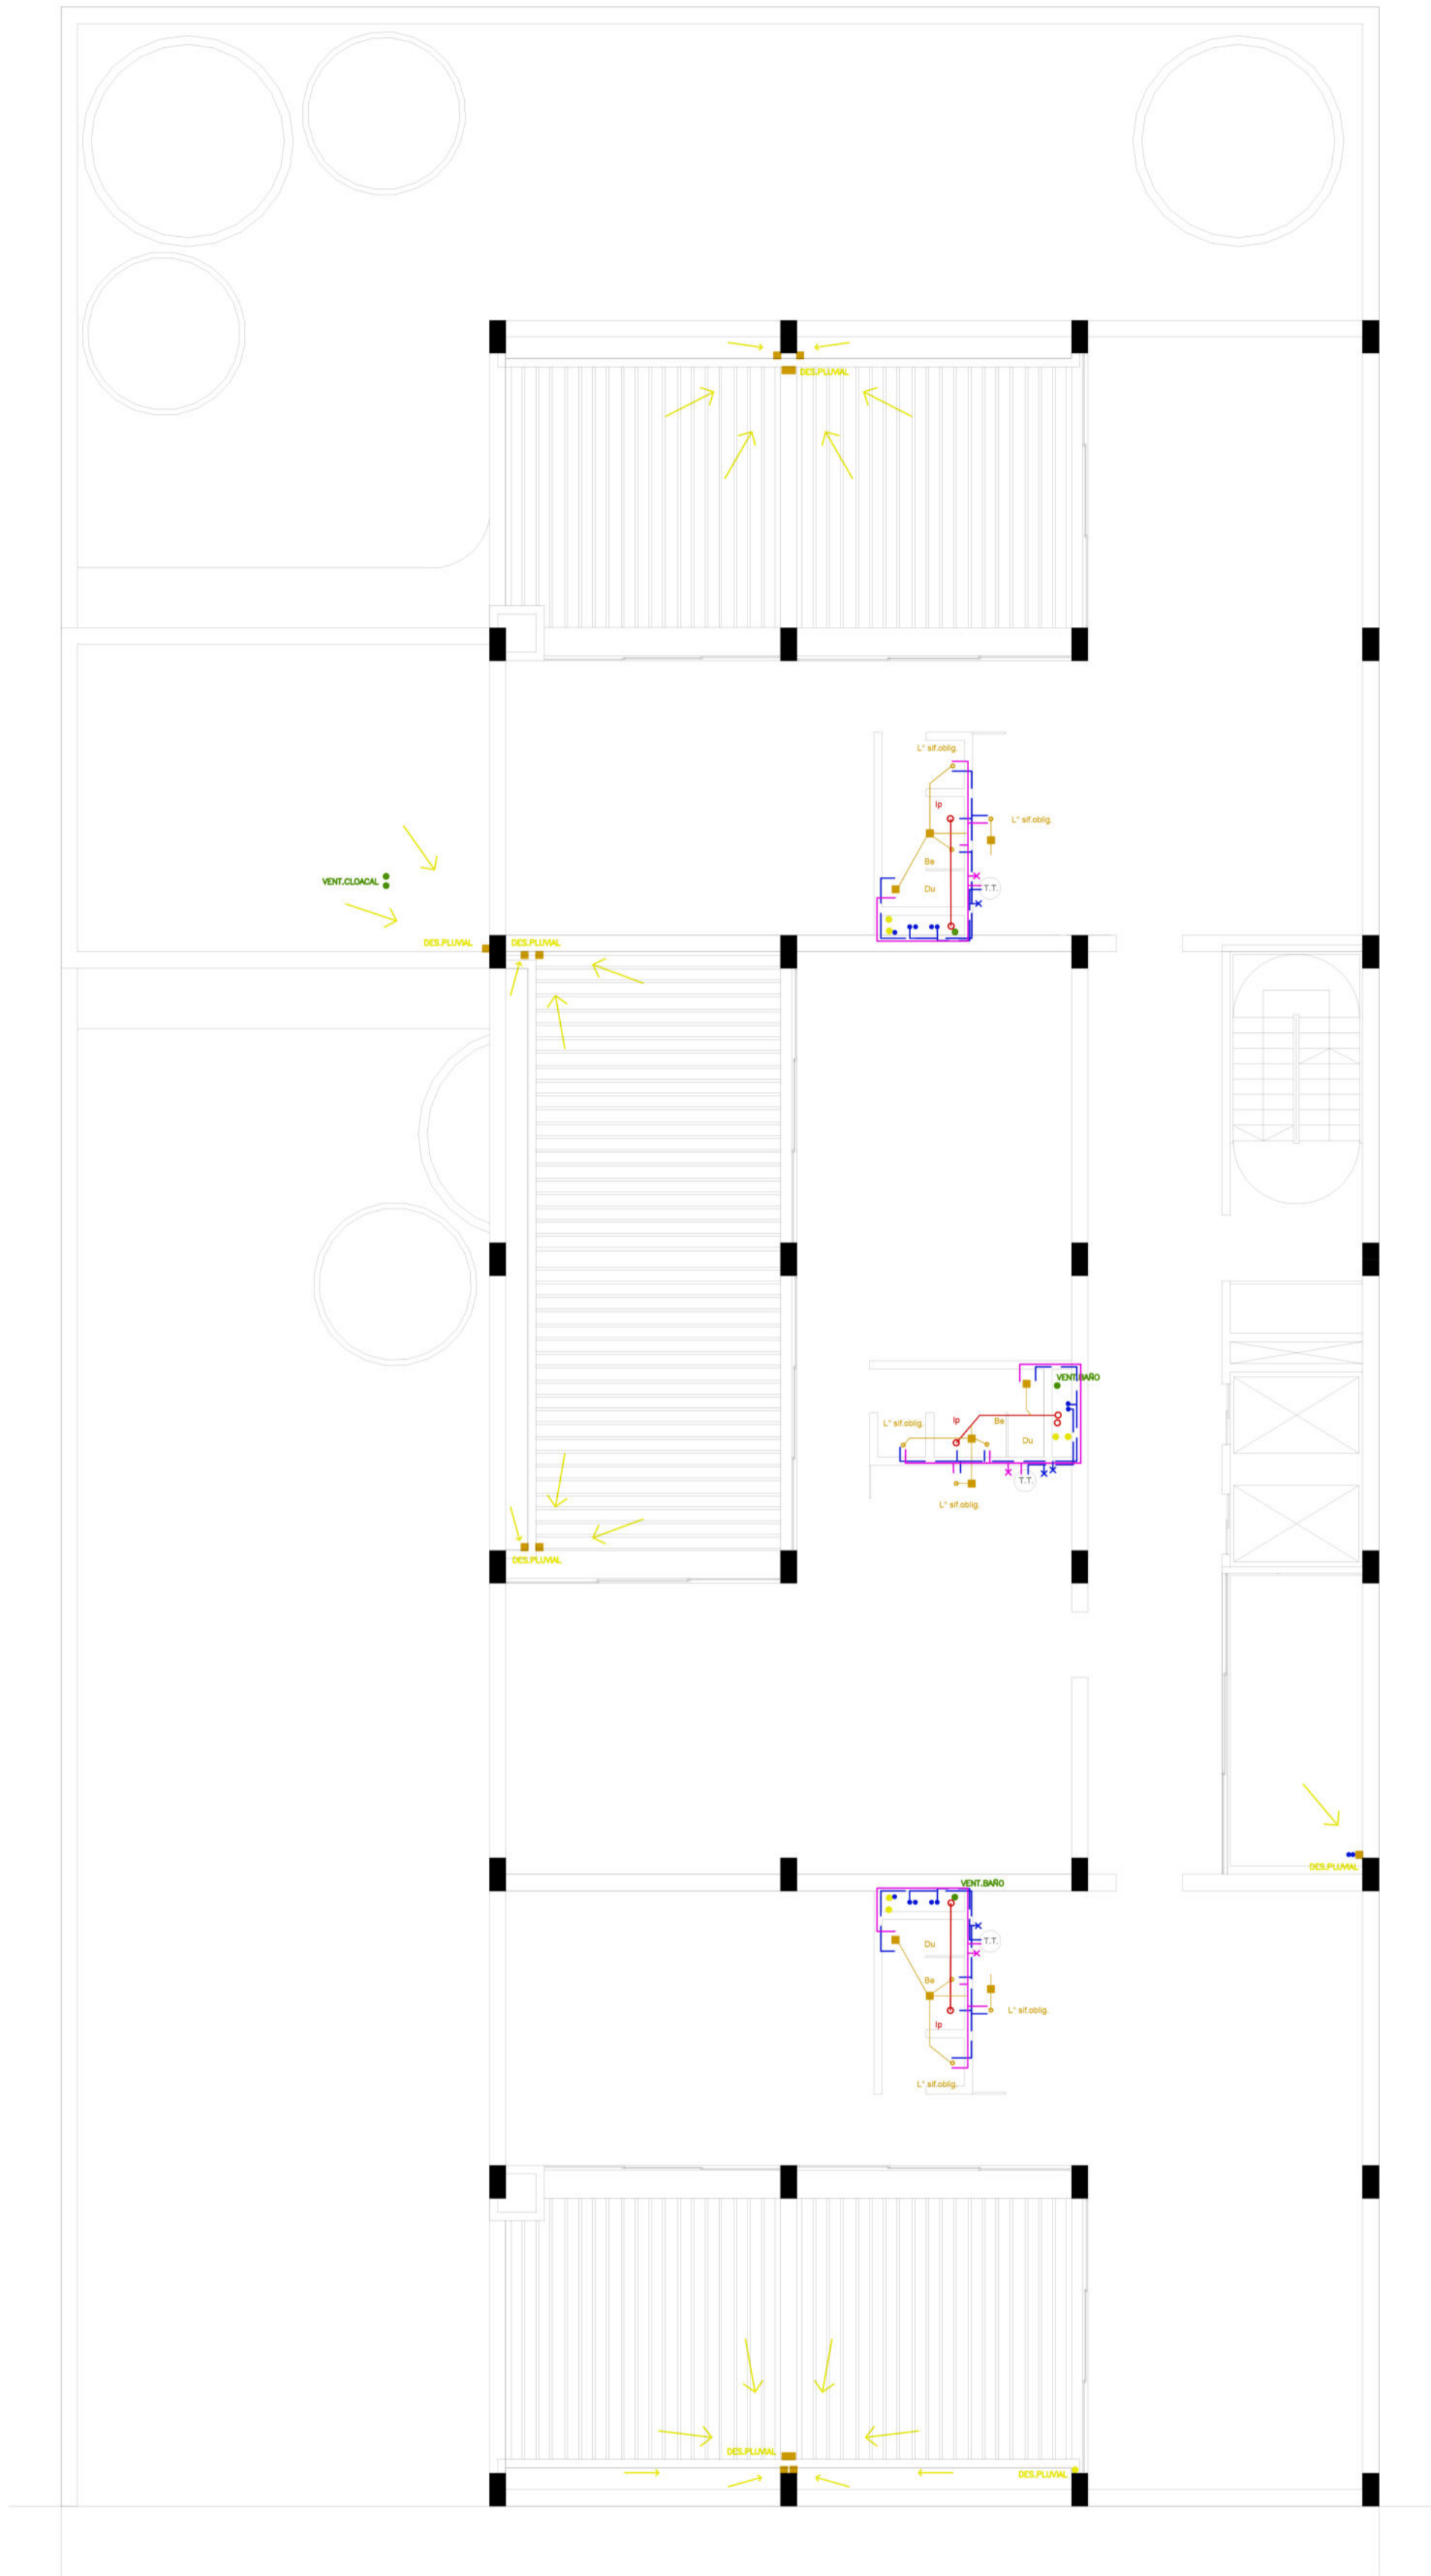 DES.PLUVIAL
L° sif.oblig.
Ip
L° sif.oblig.
Be
VENT.CLOACAL
Du
T.T.
DES.PLUVIAL
DES.PLUVIAL
VENT.BAÑO
L° sif.oblig.
Ip
Be
Du
T.T.
L° sif.oblig.
DES.PLUVIAL
DES.PLUVIAL
VENT.BAÑO
Du
T.T.
Be
L° sif.oblig.
Ip
L° sif.oblig.
DES.PLUVIAL
DES.PLUVIAL